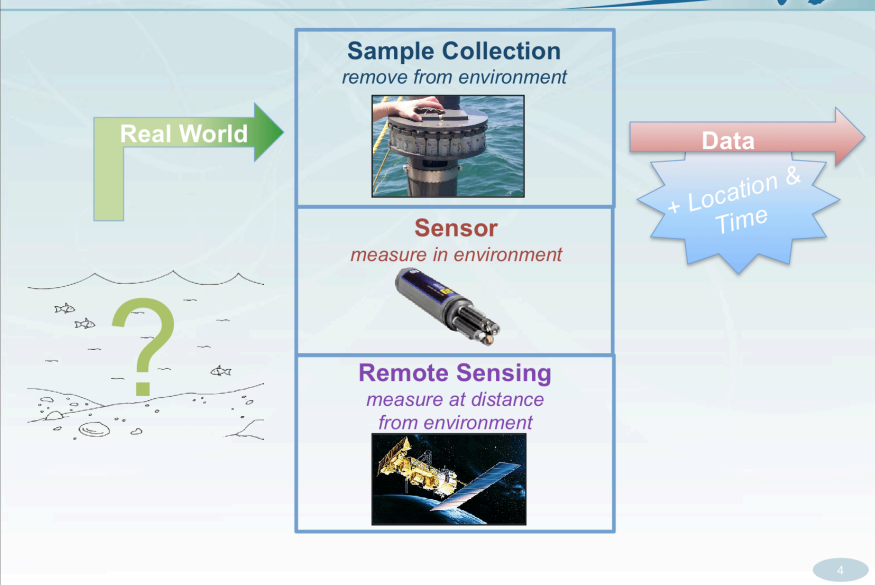 Sample Collection
remove from environment
Real World
Data
+ Location &
Time
Sensor
measure in environment
?
Remote Sensing
measure at distance
from environment
4